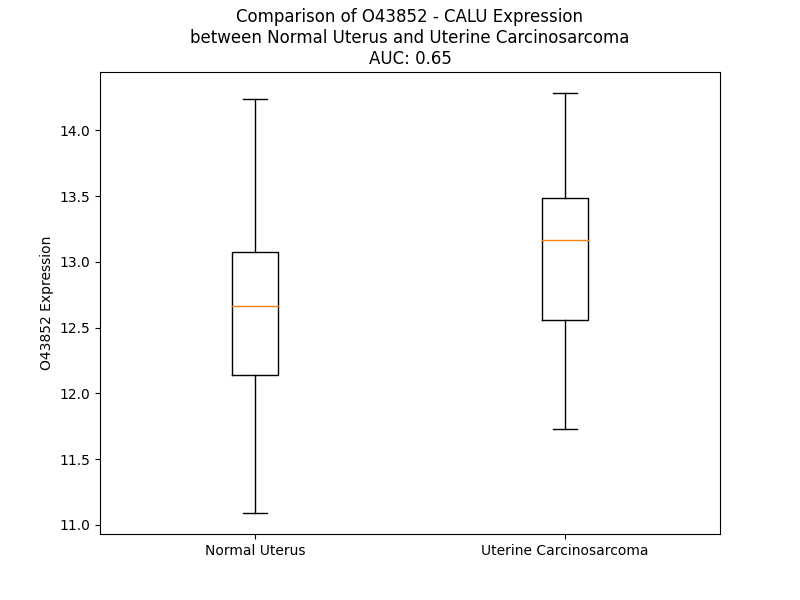 Comparison of O43852 - CALU Expression
between Normal Uterus and Uterine Carcinosarcoma
AUC: 0.65
14.0
13.5
13.0
12.5
12.0
11.5
11.0
O43852 Expression
Normal Uterus
Uterine Carcinosarcoma